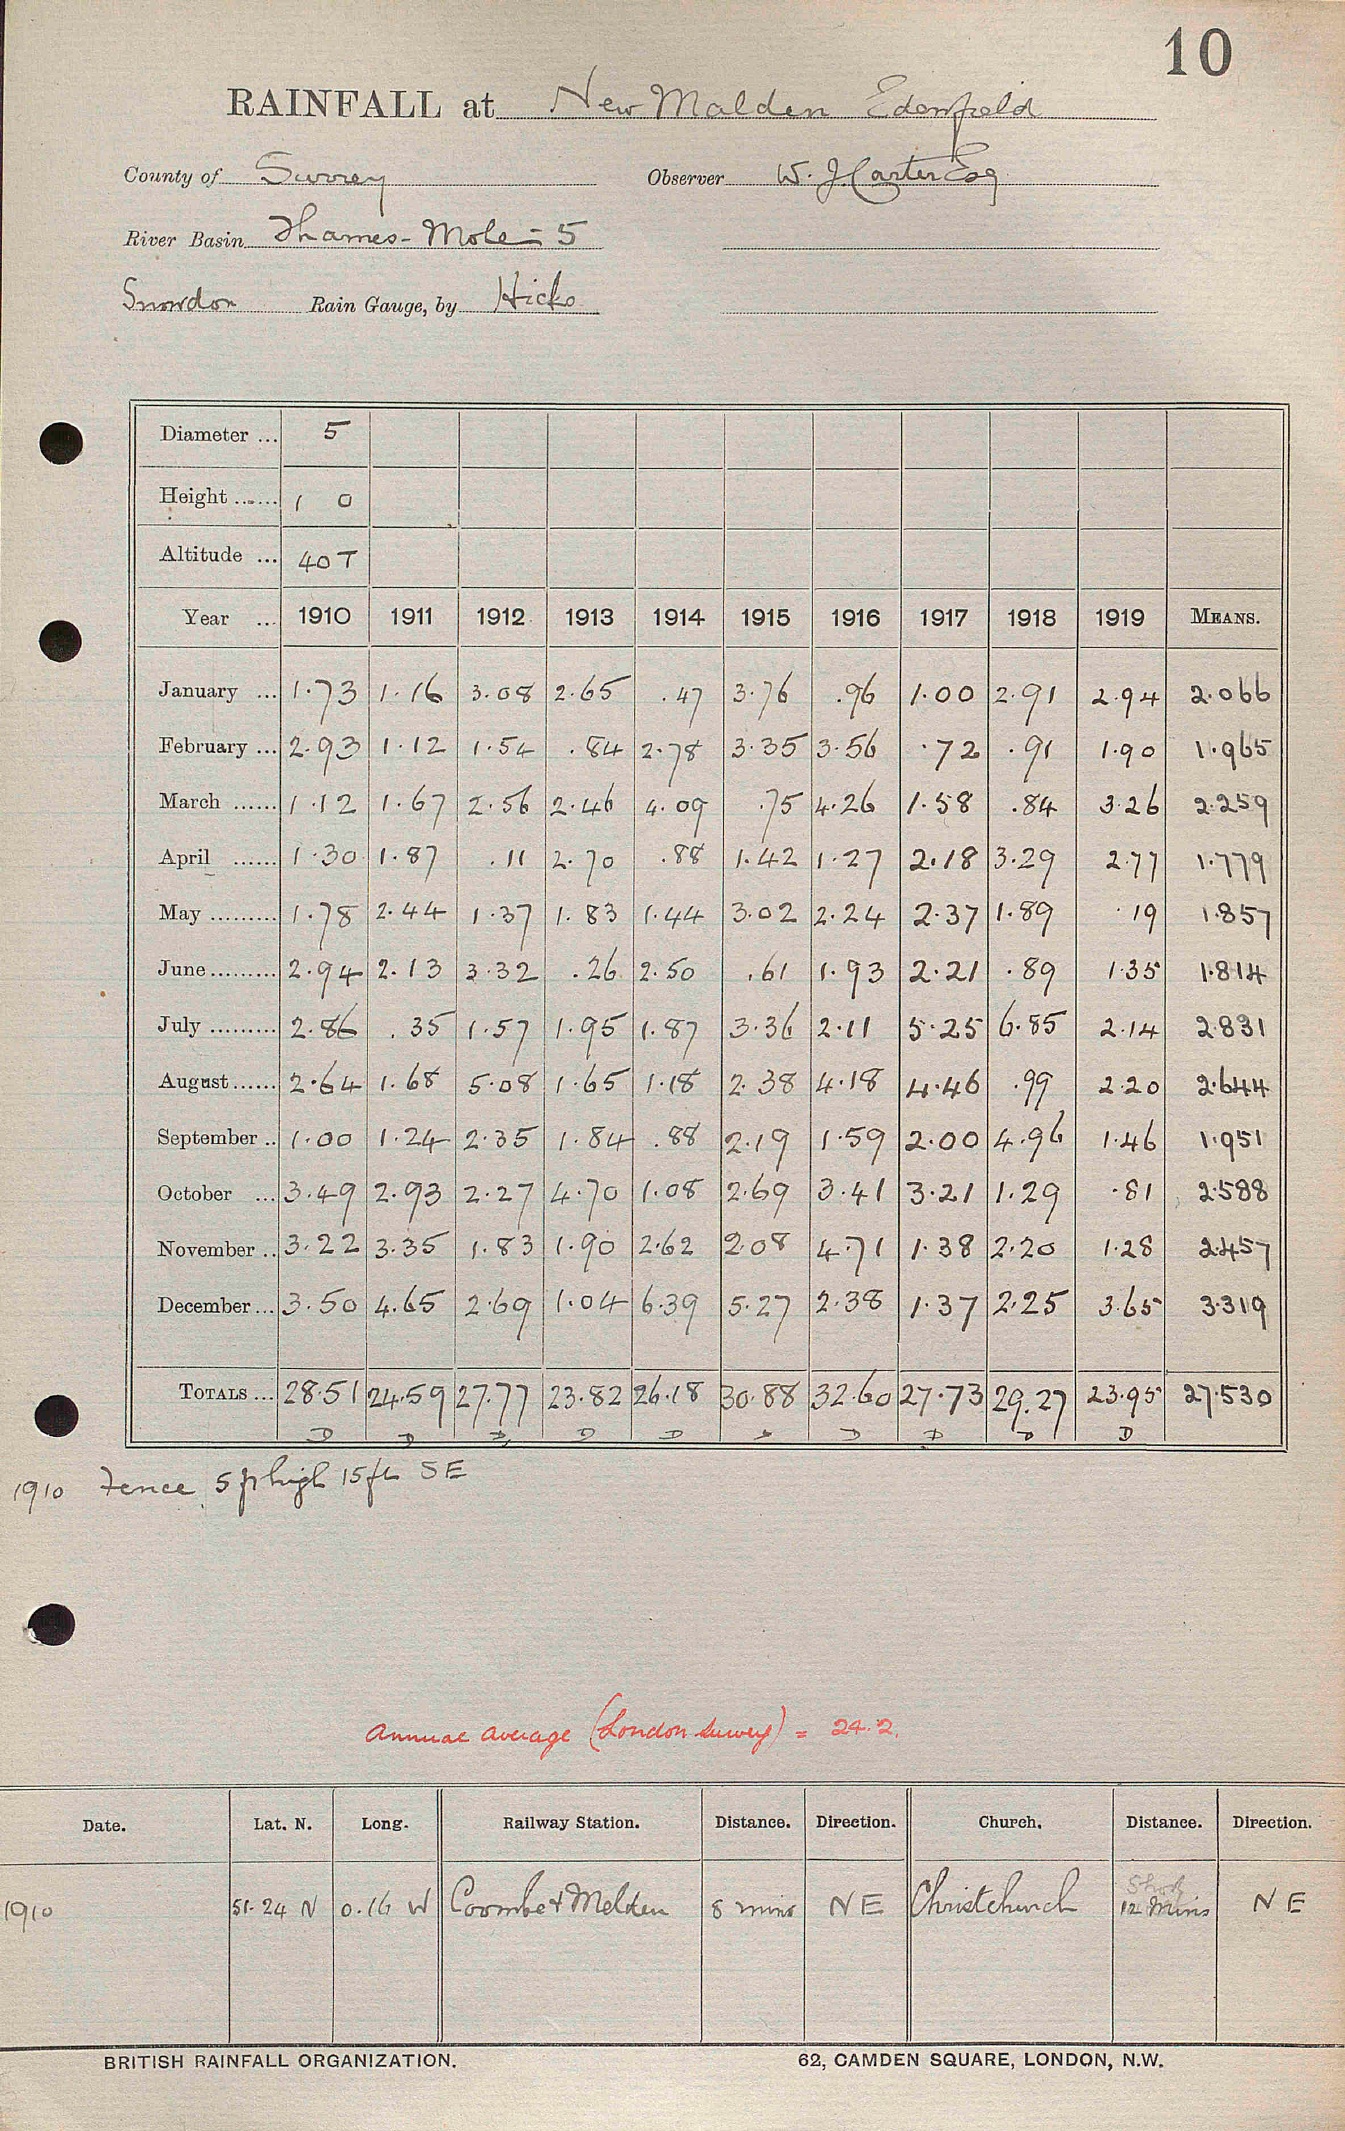 10
RAINFALL at New Malden Edenfield
County of Surrey Observer W. J. Carter Esq
River Basin Thames - Mole - 5
Snowdon Rain Gauge, by Hicks
Diameter ... 5
Height ...... 1 0
Altitude ... 40 T
Year ... 1910 1911 1912 1913 1914 1915 1916 1917 1918 1919 MEANS.
January ... 1.73 1.16 3.08 2.65 .47 3.76 .96 1.00 2.91 2.94 2.066
February ... 2.93 1.12 1.54 .84 2.78 3.35 3.56 .72 .91 1.90 1.965
March ...... 1.12 1.67 2.56 2.46 4.09 .75 4.26 1.58 .84 3.26 2.259
April ...... 1.30 1.87 .11 2.70 .88 1.42 1.27 2.18 3.29 2.77 1.779
May ......... 1.78 2.44 1.37 1.83 1.44 3.02 2.24 2.37 1.89 .19 1.857
June ......... 2.94 2.13 3.32 .26 2.50 .61 1.93 2.21 .89 1.35 1.814
July ......... 2.86 .35 1.57 1.95 1.87 3.36 2.11 5.25 6.85 2.14 2.831
August ...... 2.64 1.68 5.08 1.65 1.18 2.38 4.18 4.46 .99 2.20 2.644
September .. 1.00 1.24 2.35 1.84 .88 2.19 1.59 2.00 4.96 1.46 1.951
October ... 3.49 2.93 2.27 4.70 1.08 2.69 3.41 3.21 1.29 .81 2.588
November .. 3.22 3.35 1.83 1.90 2.62 2.08 4.71 1.38 2.20 1.28 2.457
December ... 3.50 4.65 2.69 1.04 6.39 5.27 2.38 1.37 2.25 3.65 3.319
TOTALS ... 28.51 24.59 27.77 23.82 26.18 30.88 32.60 27.73 29.27 23.95 27.530
D D D D D D D D D D
1910 Fence 5 ft high 15 ft SE
Annual average (London Survey) = 24.2.
Date. Lat. N. Long. Railway Station. Distance. Direction. Church. Distance. Direction.
1910 51.24 N 0.16 W Coombe & Malden 8 mins NE Christchurch 12 Mins NE
BRITISH RAINFALL ORGANIZATION. 62, CAMDEN SQUARE, LONDON, N.W.